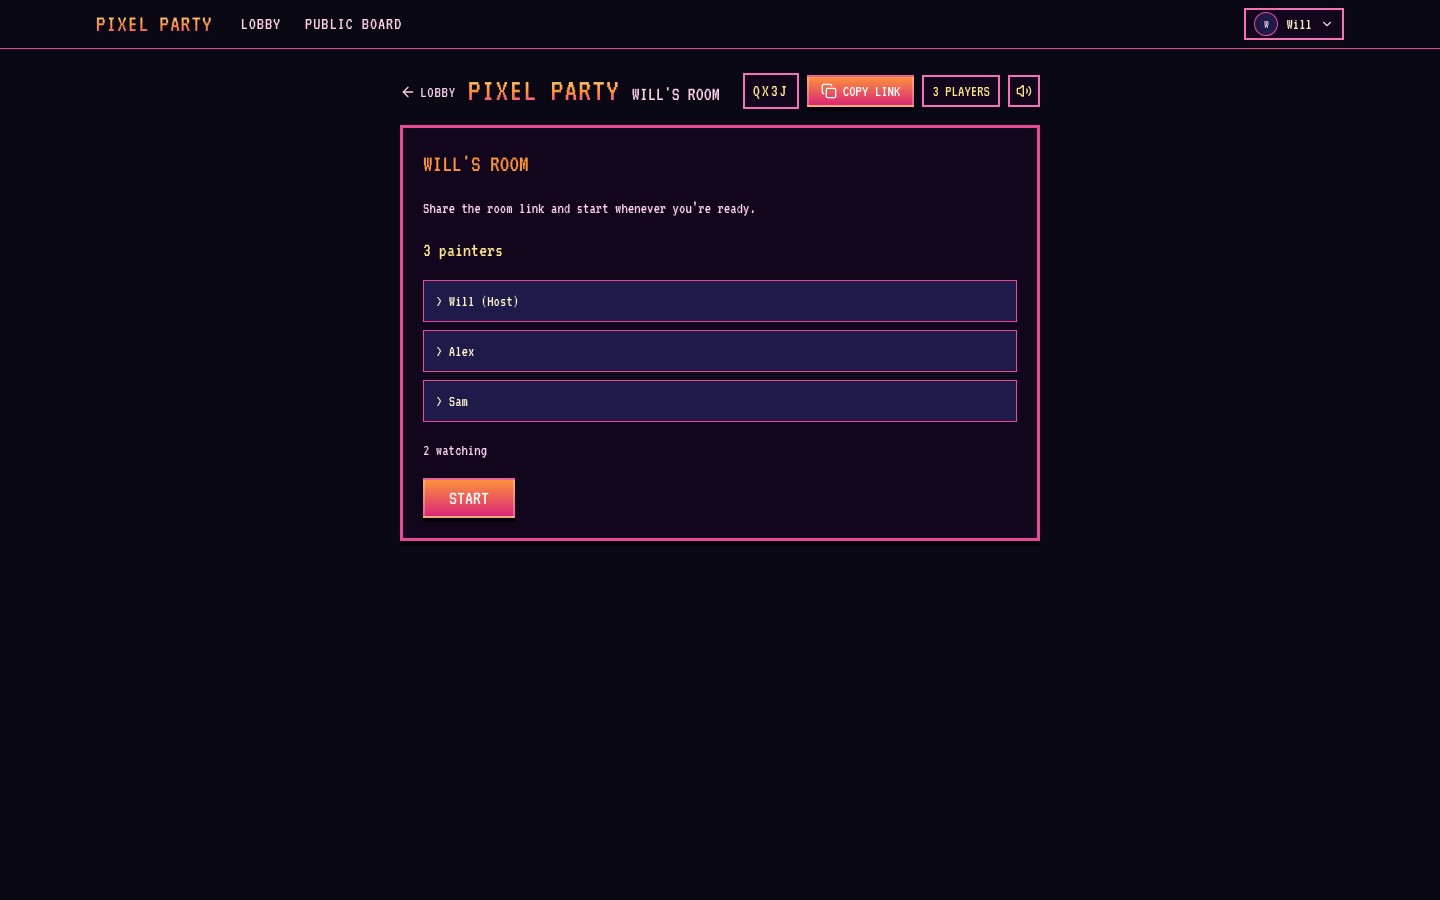 PIXEL PARTY LOBBY PUBLIC BOARD W Will
LOBBY PIXEL PARTY WILL'S ROOM QX3J COPY LINK 3 PLAYERS
WILL'S ROOM
Share the room link and start whenever you’re ready.
3 painters
> Will (Host)
> Alex
> Sam
2 watching
START